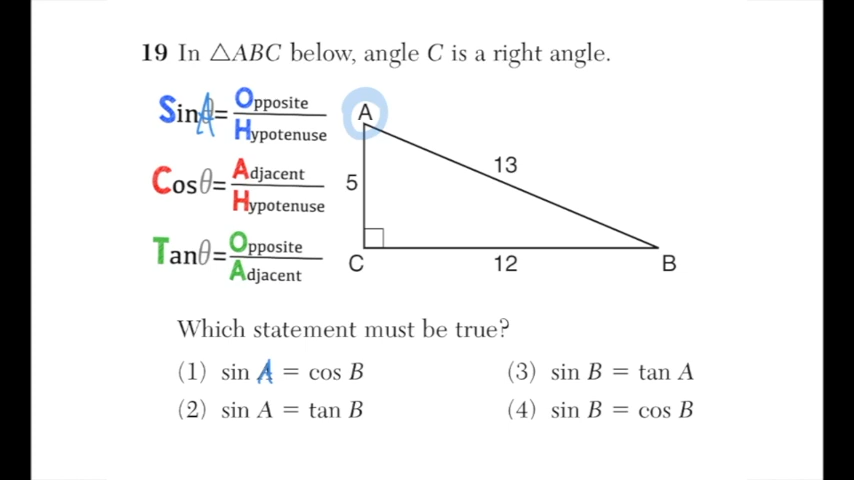 19 In △ABC below, angle C is a right angle.
Sin A = Opposite / Hypotenuse
Cosθ = Adjacent / Hypotenuse
Tanθ = Opposite / Adjacent
A
13
5
C
12
B
Which statement must be true?
(1) sin A = cos B
(2) sin A = tan B
(3) sin B = tan A
(4) sin B = cos B